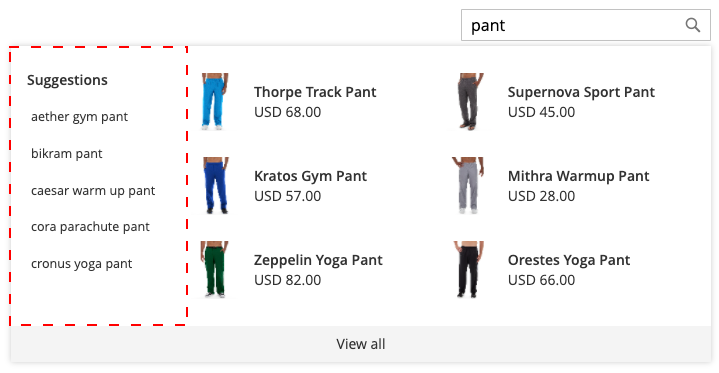 pant
Suggestions
aether gym pant
bikram pant
caesar warm up pant
cora parachute pant
cronus yoga pant
Thorpe Track Pant
USD 68.00
Supernova Sport Pant
USD 45.00
Kratos Gym Pant
USD 57.00
Mithra Warmup Pant
USD 28.00
Zeppelin Yoga Pant
USD 82.00
Orestes Yoga Pant
USD 66.00
View all